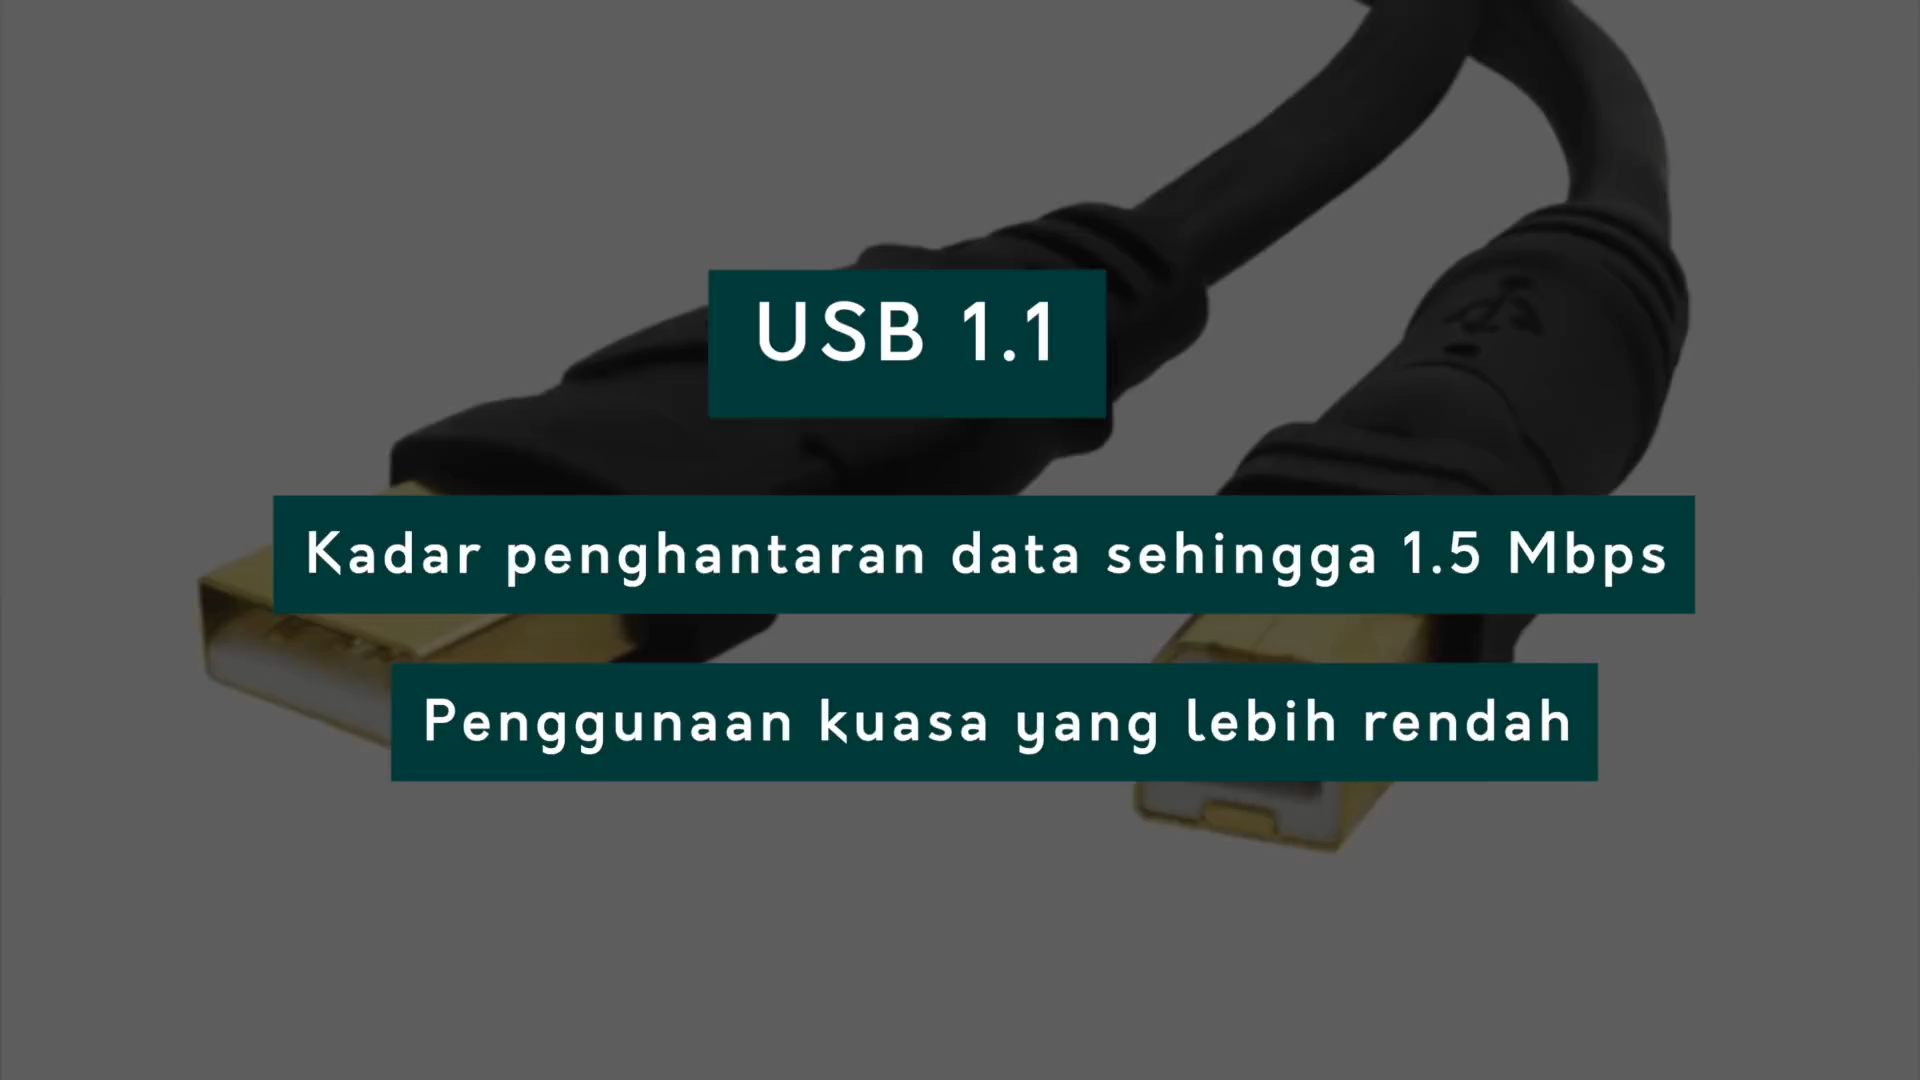 USB 1.1
Kadar penghantaran data sehingga 1.5 Mbps
Penggunaan kuasa yang lebih rendah